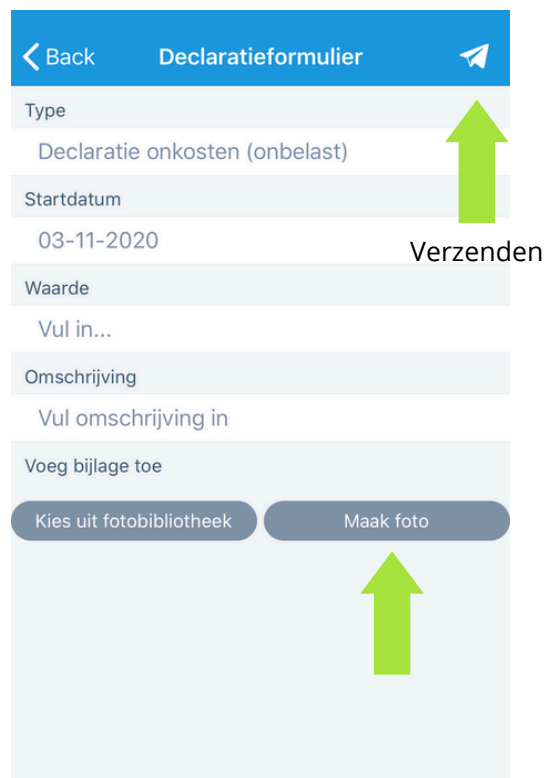 Back Declaratieformulier
Type
Declaratie onkosten (onbelast)
Startdatum
03-11-2020
Verzenden
Waarde
Vul in...
Omschrijving
Vul omschrijving in
Voeg bijlage toe
Kies uit fotobibliotheek Maak foto